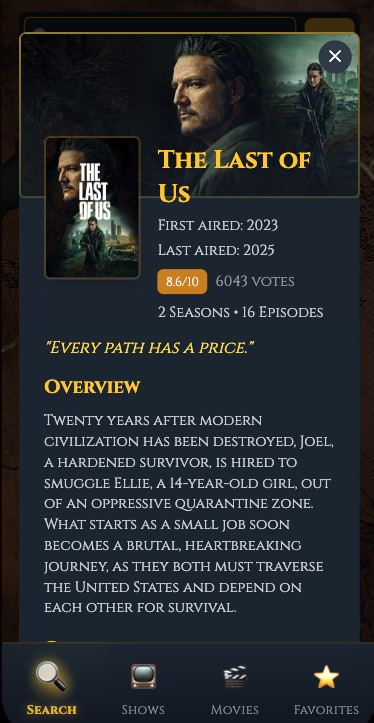 The Last of
Us
THE
LAST
OF US
First aired: 2023
Last aired: 2025
8.6/10 6043 votes
2 Seasons • 16 Episodes
"Every path has a price."
Overview
Twenty years after modern
civilization has been destroyed, Joel,
a hardened survivor, is hired to
smuggle Ellie, a 14-year-old girl, out
of an oppressive quarantine zone.
What starts as a small job soon
becomes a brutal, heartbreaking
journey, as they both must traverse
the United States and depend on
each other for survival.
Search Shows Movies Favorites